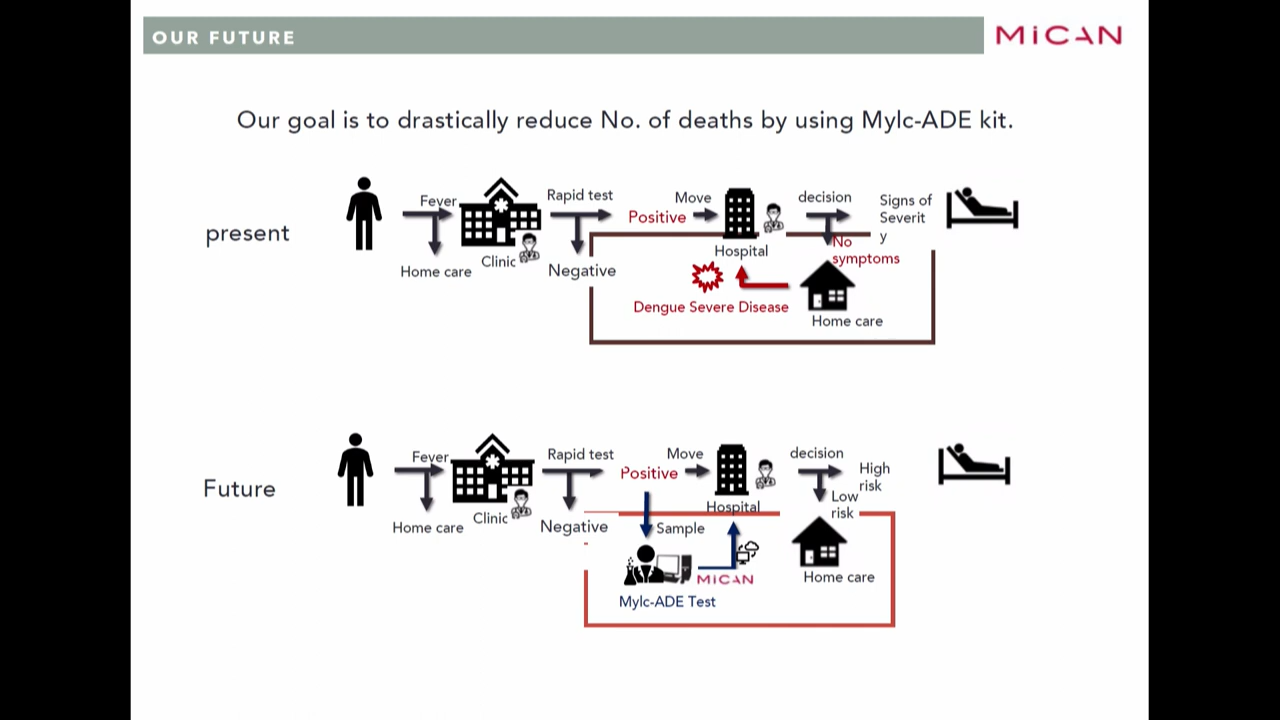 OUR FUTURE
MiCAN
Our goal is to drastically reduce No. of deaths by using Mylc-ADE kit.
present
Fever
Home care
Clinic
Rapid test
Negative
Positive
Move
Hospital
decision
Signs of
Severit
y
No
symptoms
Dengue Severe Disease
Home care
Future
Fever
Home care
Clinic
Rapid test
Negative
Positive
Move
Hospital
decision
High
risk
Low
risk
Sample
MiCAN
Mylc-ADE Test
Home care